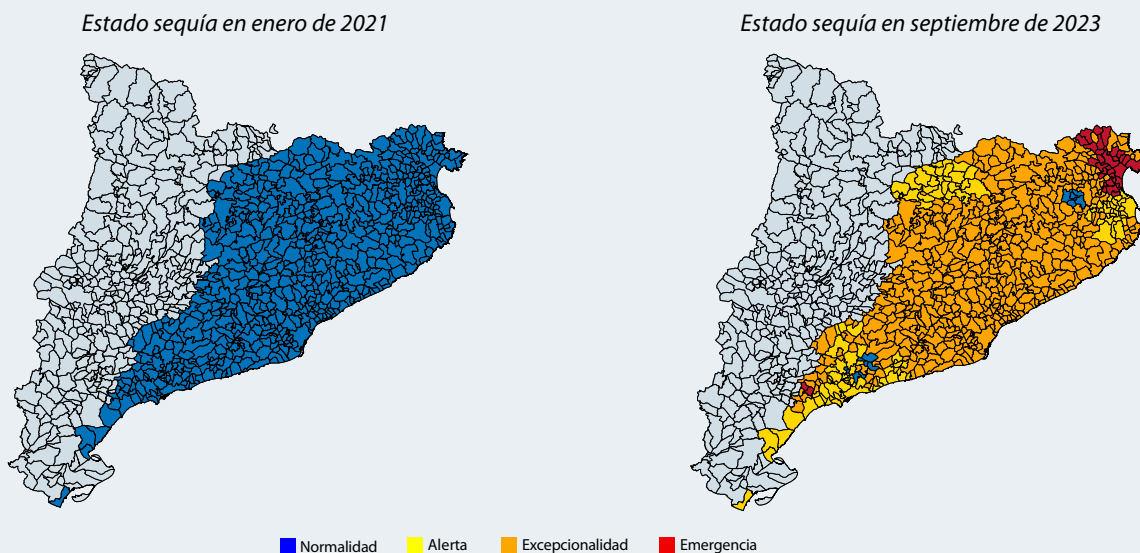 Estado sequía en enero de 2021
Estado sequía en septiembre de 2023
Normalidad
Alerta
Excepcionalidad
Emergencia